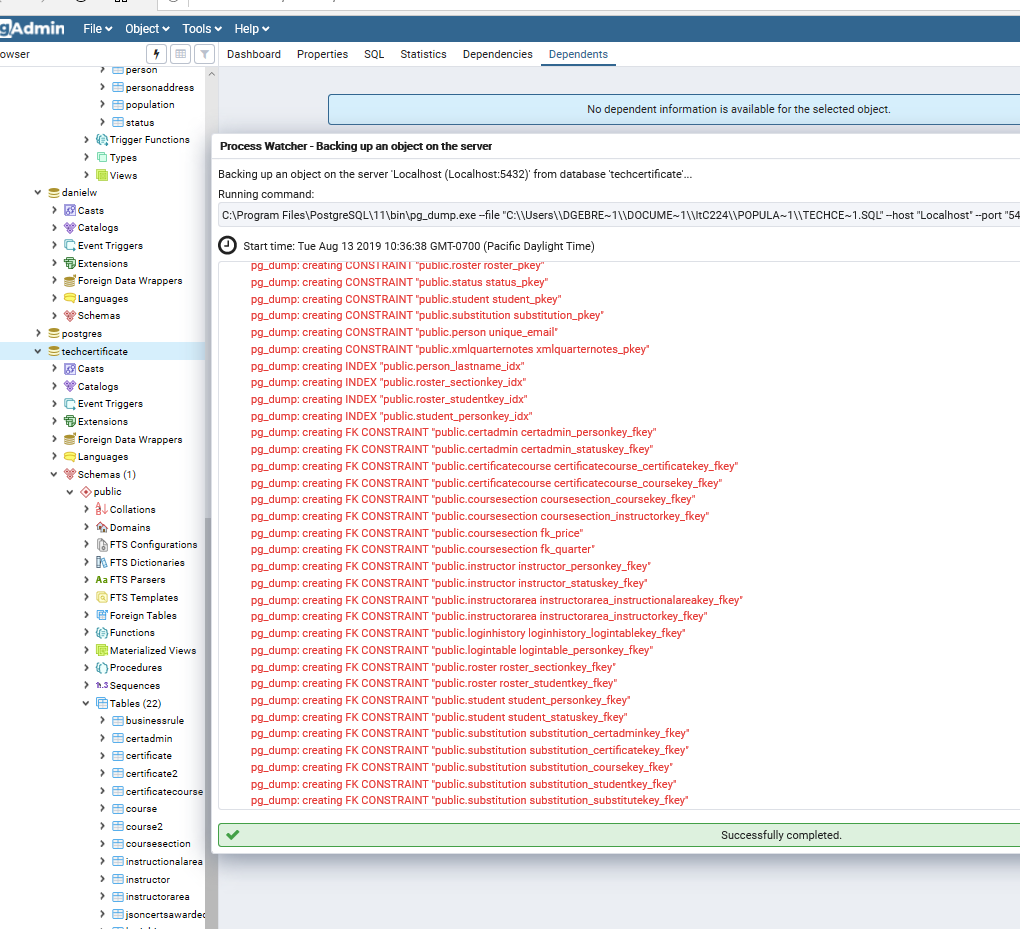 gAdmin File Object Tools Help
owser
Dashboard Properties SQL Statistics Dependencies Dependents
person
personaddress
population
status
Trigger Functions
Types
Views
danielw
Casts
Catalogs
Event Triggers
Extensions
Foreign Data Wrappers
Languages
Schemas
postgres
techcertificate
Casts
Catalogs
Event Triggers
Extensions
Foreign Data Wrappers
Languages
Schemas (1)
public
Collations
Domains
FTS Configurations
FTS Dictionaries
Aa FTS Parsers
FTS Templates
Foreign Tables
Functions
Materialized Views
Procedures
1..3 Sequences
Tables (22)
businessrule
certadmin
certificate
certificate2
certificatecourse
course
course2
coursesection
instructionalarea
instructor
instructorarea
jsoncertsawarded
No dependent information is available for the selected object.
Process Watcher - Backing up an object on the server
Backing up an object on the server 'Localhost (Localhost:5432)' from database 'techcertificate'...
Running command:
C:\Program Files\PostgreSQL\11\bin\pg_dump.exe --file "C:\\Users\\DGEBRE~1\\DOCUME~1\\ItC224\\POPULA~1\\TECHCE~1.SQL" --host "Localhost" --port "54
Start time: Tue Aug 13 2019 10:36:38 GMT-0700 (Pacific Daylight Time)
pg_dump: creating CONSTRAINT "public.roster roster_pkey"
pg_dump: creating CONSTRAINT "public.status status_pkey"
pg_dump: creating CONSTRAINT "public.student student_pkey"
pg_dump: creating CONSTRAINT "public.substitution substitution_pkey"
pg_dump: creating CONSTRAINT "public.person unique_email"
pg_dump: creating CONSTRAINT "public.xmlquarternotes xmlquarternotes_pkey"
pg_dump: creating INDEX "public.person_lastname_idx"
pg_dump: creating INDEX "public.roster_sectionkey_idx"
pg_dump: creating INDEX "public.roster_studentkey_idx"
pg_dump: creating INDEX "public.student_personkey_idx"
pg_dump: creating FK CONSTRAINT "public.certadmin certadmin_personkey_fkey"
pg_dump: creating FK CONSTRAINT "public.certadmin certadmin_statuskey_fkey"
pg_dump: creating FK CONSTRAINT "public.certificatecourse certificatecourse_certificatekey_fkey"
pg_dump: creating FK CONSTRAINT "public.certificatecourse certificatecourse_coursekey_fkey"
pg_dump: creating FK CONSTRAINT "public.coursesection coursesection_coursekey_fkey"
pg_dump: creating FK CONSTRAINT "public.coursesection coursesection_instructorkey_fkey"
pg_dump: creating FK CONSTRAINT "public.coursesection fk_price"
pg_dump: creating FK CONSTRAINT "public.coursesection fk_quarter"
pg_dump: creating FK CONSTRAINT "public.instructor instructor_personkey_fkey"
pg_dump: creating FK CONSTRAINT "public.instructor instructor_statuskey_fkey"
pg_dump: creating FK CONSTRAINT "public.instructorarea instructorarea_instructionalareakey_fkey"
pg_dump: creating FK CONSTRAINT "public.instructorarea instructorarea_instructorkey_fkey"
pg_dump: creating FK CONSTRAINT "public.loginhistory loginhistory_logintablekey_fkey"
pg_dump: creating FK CONSTRAINT "public.logintable logintable_personkey_fkey"
pg_dump: creating FK CONSTRAINT "public.roster roster_sectionkey_fkey"
pg_dump: creating FK CONSTRAINT "public.roster roster_studentkey_fkey"
pg_dump: creating FK CONSTRAINT "public.student student_personkey_fkey"
pg_dump: creating FK CONSTRAINT "public.student student_statuskey_fkey"
pg_dump: creating FK CONSTRAINT "public.substitution substitution_certadminkey_fkey"
pg_dump: creating FK CONSTRAINT "public.substitution substitution_certificatekey_fkey"
pg_dump: creating FK CONSTRAINT "public.substitution substitution_coursekey_fkey"
pg_dump: creating FK CONSTRAINT "public.substitution substitution_studentkey_fkey"
pg_dump: creating FK CONSTRAINT "public.substitution substitution_substitutekey_fkey"
Successfully completed.